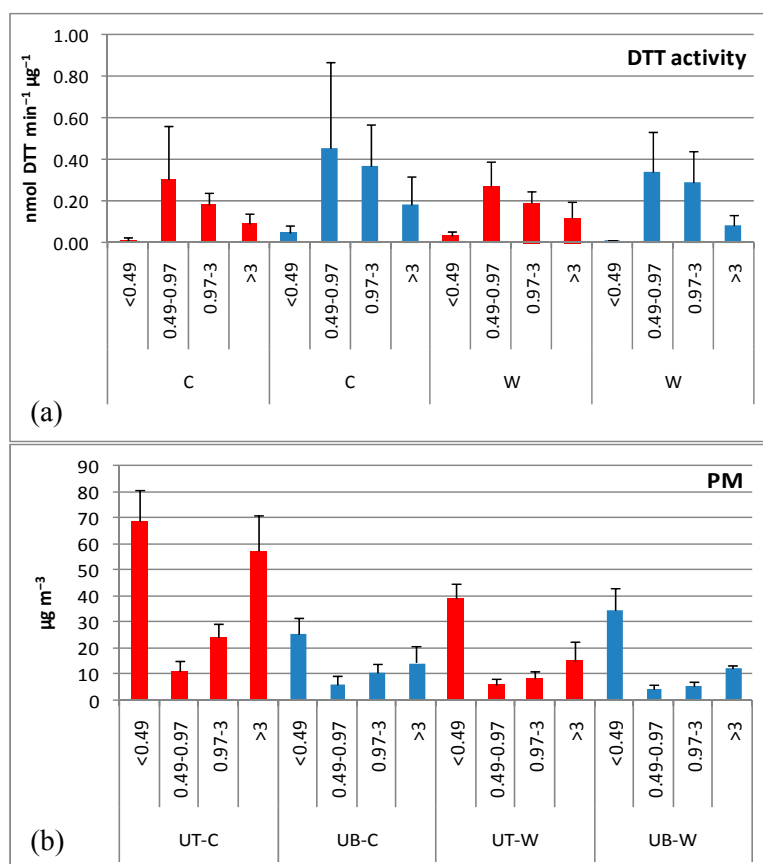 DTT activity
nmol DTT min⁻¹ µg⁻¹
1.00
0.80
0.60
0.40
0.20
0.00
<0.49 0.49-0.97 0.97-3 >3 <0.49 0.49-0.97 0.97-3 >3 <0.49 0.49-0.97 0.97-3 >3 <0.49 0.49-0.97 0.97-3 >3
C C W W
(a)
PM
µg m⁻³
90
80
70
60
50
40
30
20
10
0
<0.49 0.49-0.97 0.97-3 >3 <0.49 0.49-0.97 0.97-3 >3 <0.49 0.49-0.97 0.97-3 >3 <0.49 0.49-0.97 0.97-3 >3
UT-C UB-C UT-W UB-W
(b)